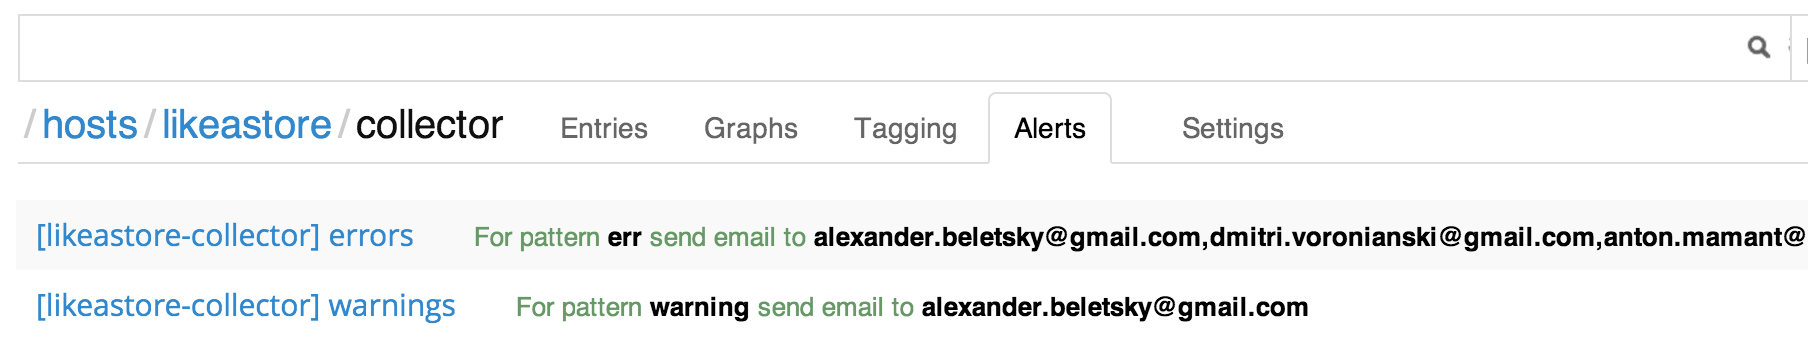 / hosts / likeastore / collector Entries Graphs Tagging Alerts Settings
[likeastore-collector] errors For pattern err send email to alexander.beletsky@gmail.com,dmitri.voronianski@gmail.com,anton.mamant@
[likeastore-collector] warnings For pattern warning send email to alexander.beletsky@gmail.com